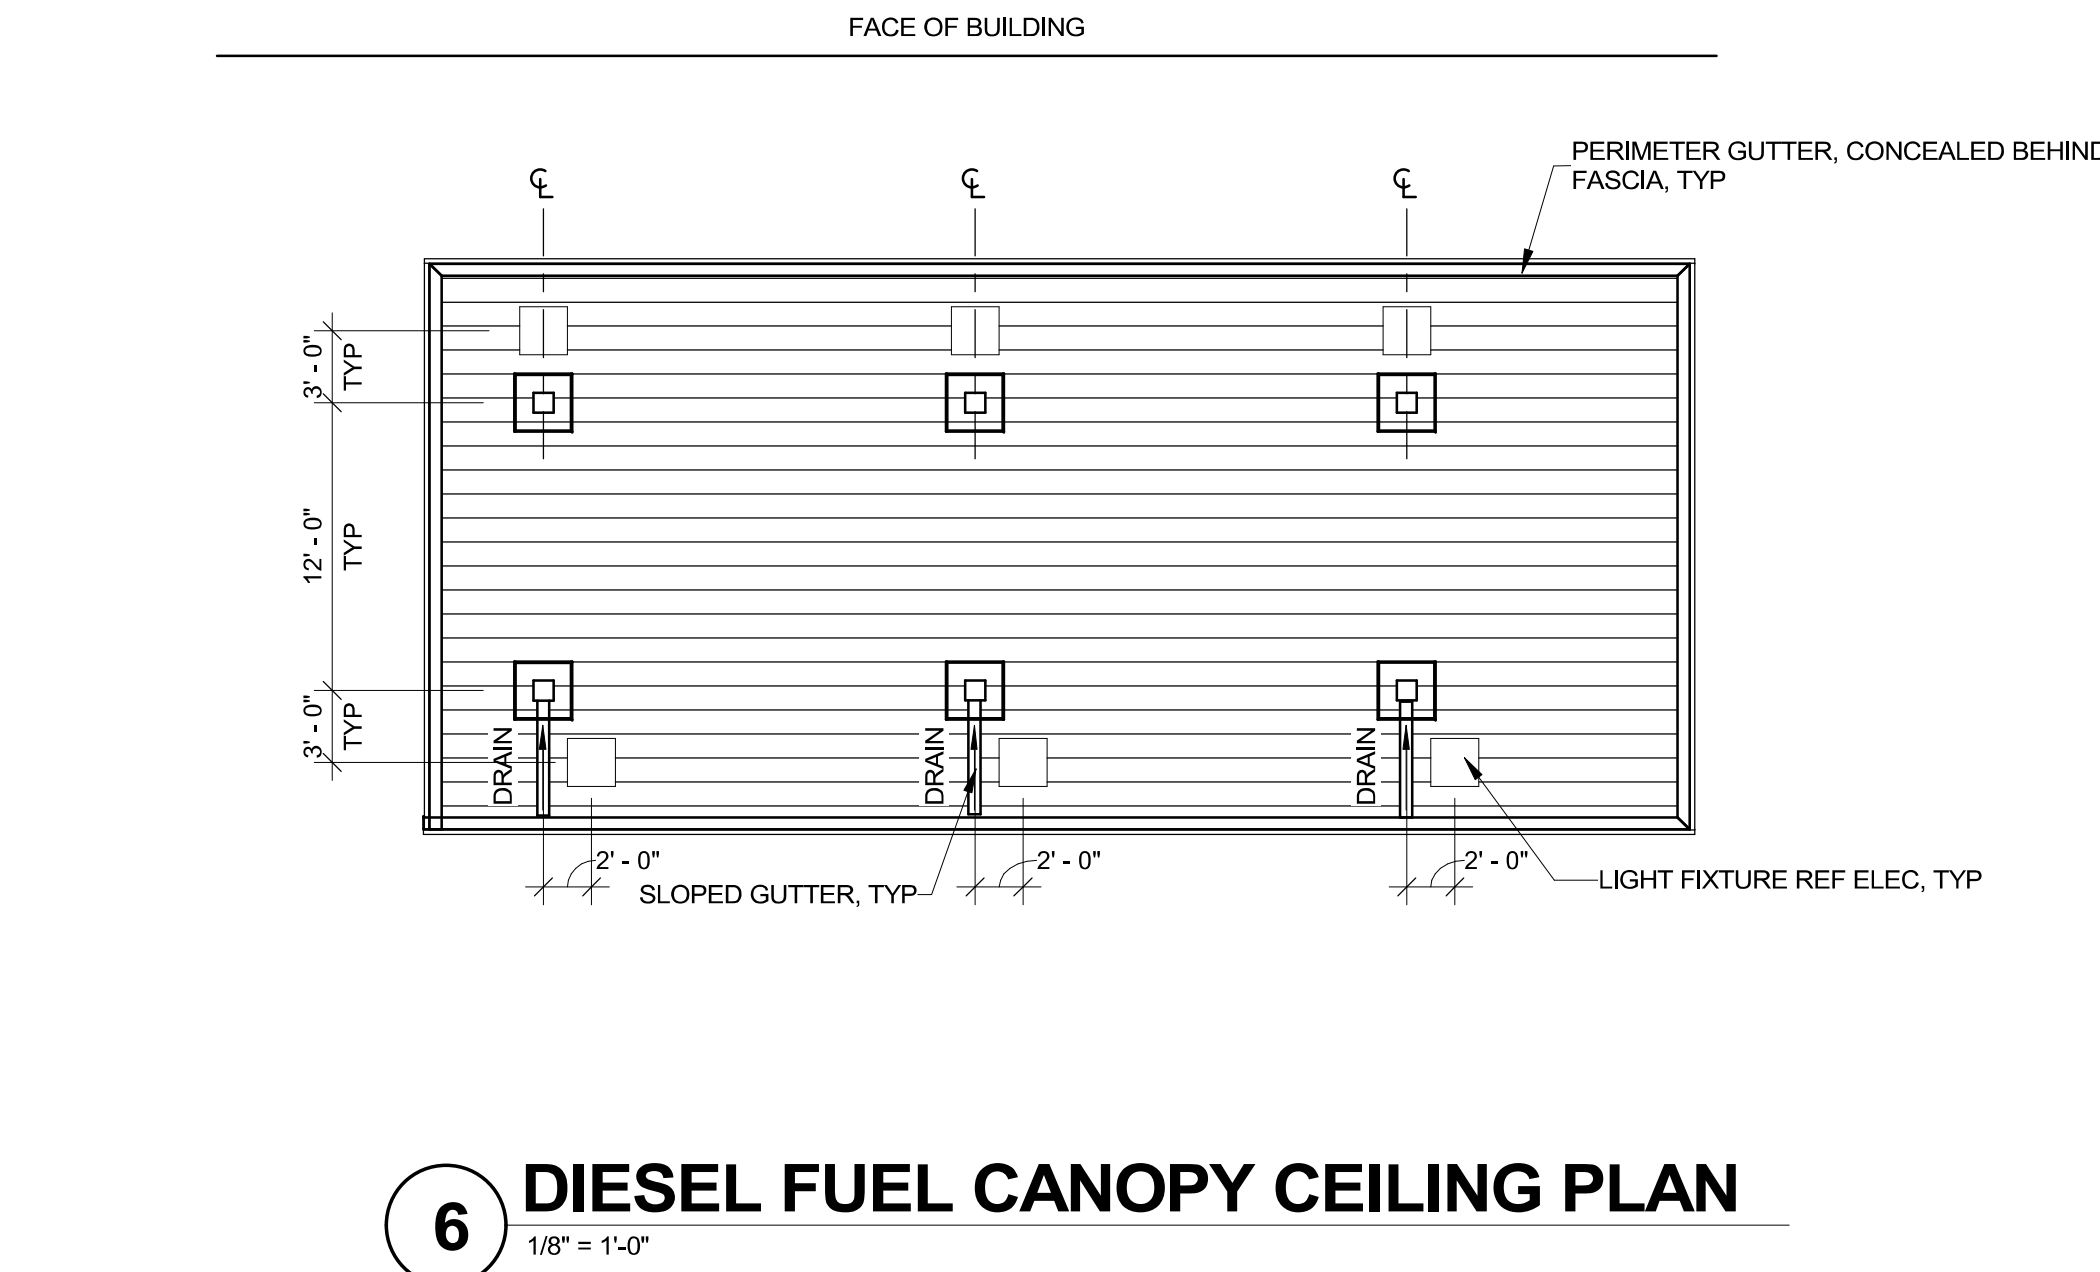 FACE OF BUILDING
PERIMETER GUTTER, CONCEALED BEHIND
FASCIA, TYP
℄
℄
℄
3' - 0"
TYP
12' - 0"
TYP
3' - 0"
TYP
DRAIN
DRAIN
DRAIN
2' - 0"
2' - 0"
2' - 0"
SLOPED GUTTER, TYP
LIGHT FIXTURE REF ELEC, TYP
6
DIESEL FUEL CANOPY CEILING PLAN
1/8" = 1'-0"